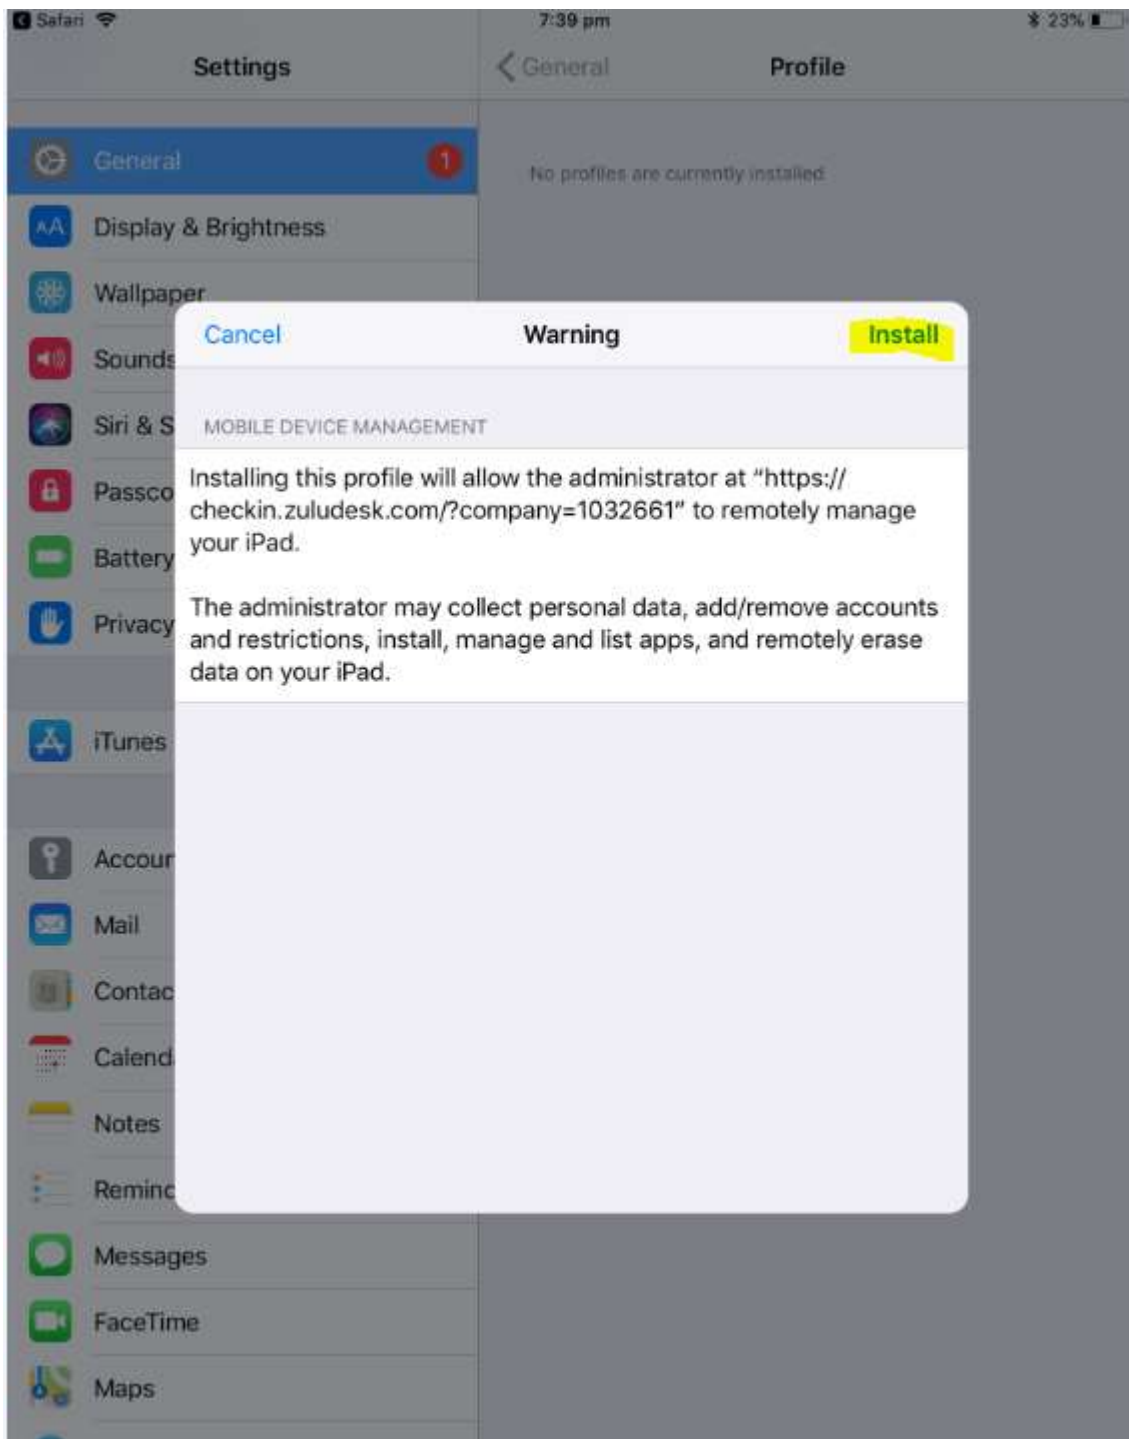 Safari
7:39 pm
23%
Settings
General
Profile
General
1
No profiles are currently installed
Display & Brightness
Wallpaper
Cancel
Warning
Install
Sounds
Siri & S
MOBILE DEVICE MANAGEMENT
Installing this profile will allow the administrator at “https://
checkin.zuludesk.com/?company=1032661” to remotely manage
your iPad.
Passco
Battery
The administrator may collect personal data, add/remove accounts
and restrictions, install, manage and list apps, and remotely erase
data on your iPad.
Privacy
iTunes
Accour
Mail
Contac
Calend
Notes
Reminc
Messages
FaceTime
Maps